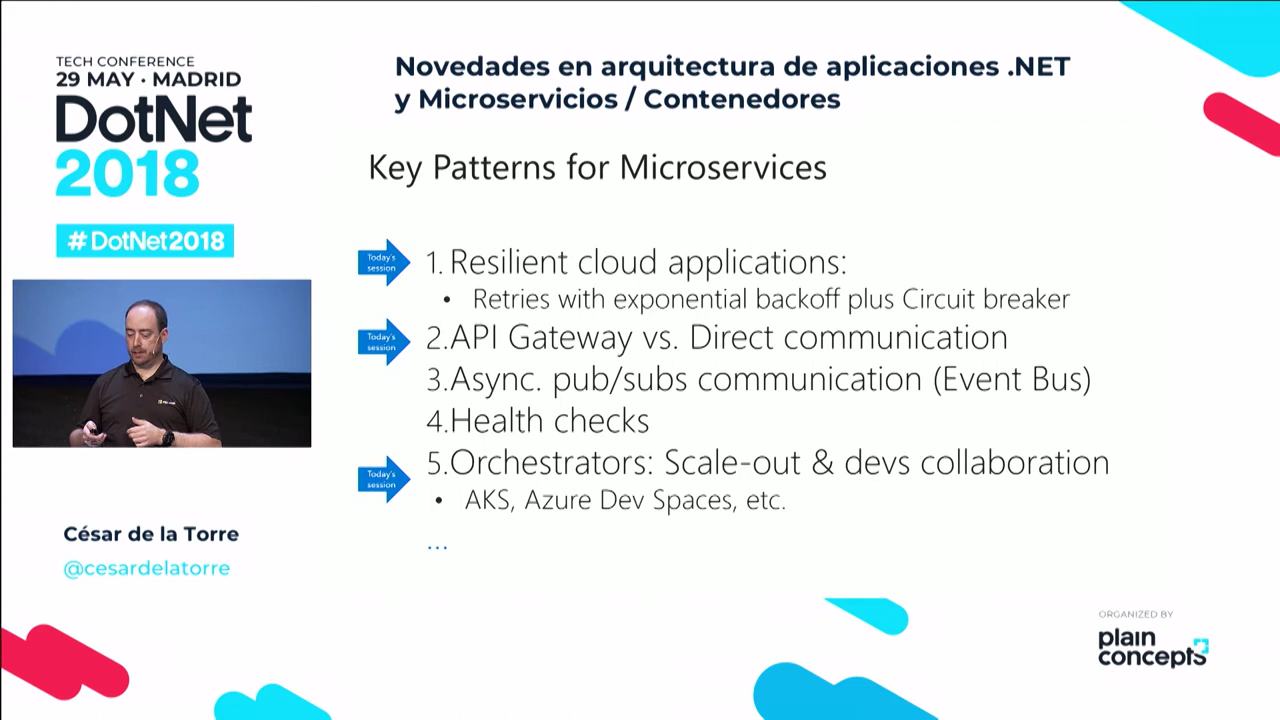 TECH CONFERENCE
29 MAY · MADRID
DotNet
2018
#DotNet2018
Novedades en arquitectura de aplicaciones .NET
y Microservicios / Contenedores
Key Patterns for Microservices
Today's
session
1. Resilient cloud applications:
• Retries with exponential backoff plus Circuit breaker
Today's
session
2.API Gateway vs. Direct communication
3.Async. pub/subs communication (Event Bus)
4.Health checks
Today's
session
5.Orchestrators: Scale-out & devs collaboration
• AKS, Azure Dev Spaces, etc.
...
César de la Torre
@cesardelatorre
ORGANIZED BY
plain
concepts